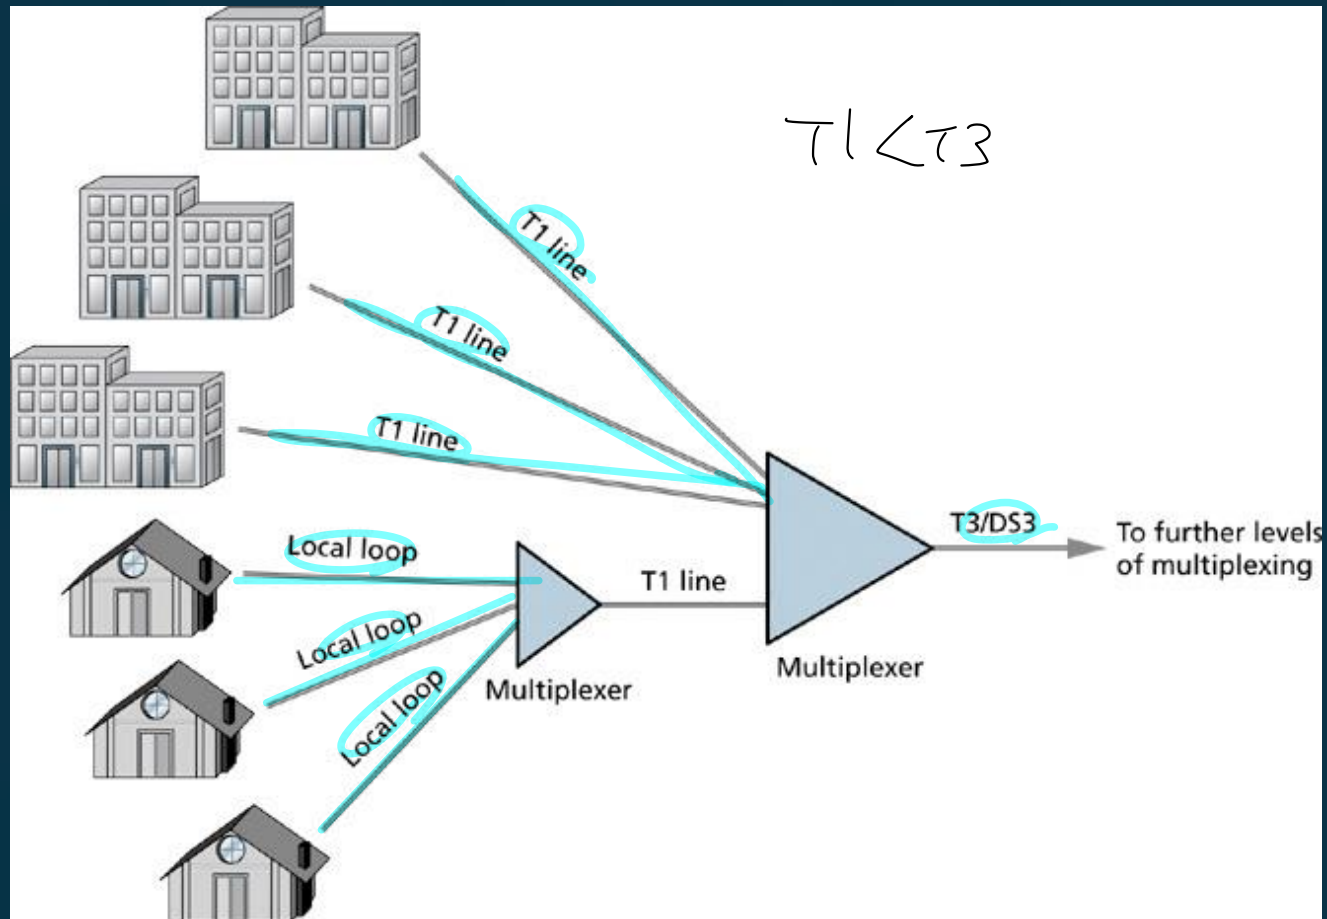 T1<T3
T1 line
T1 line
T1 line
Local loop
Local loop
Local loop
Multiplexer
T1 line
Multiplexer
T3/DS3
To further levels
of multiplexing